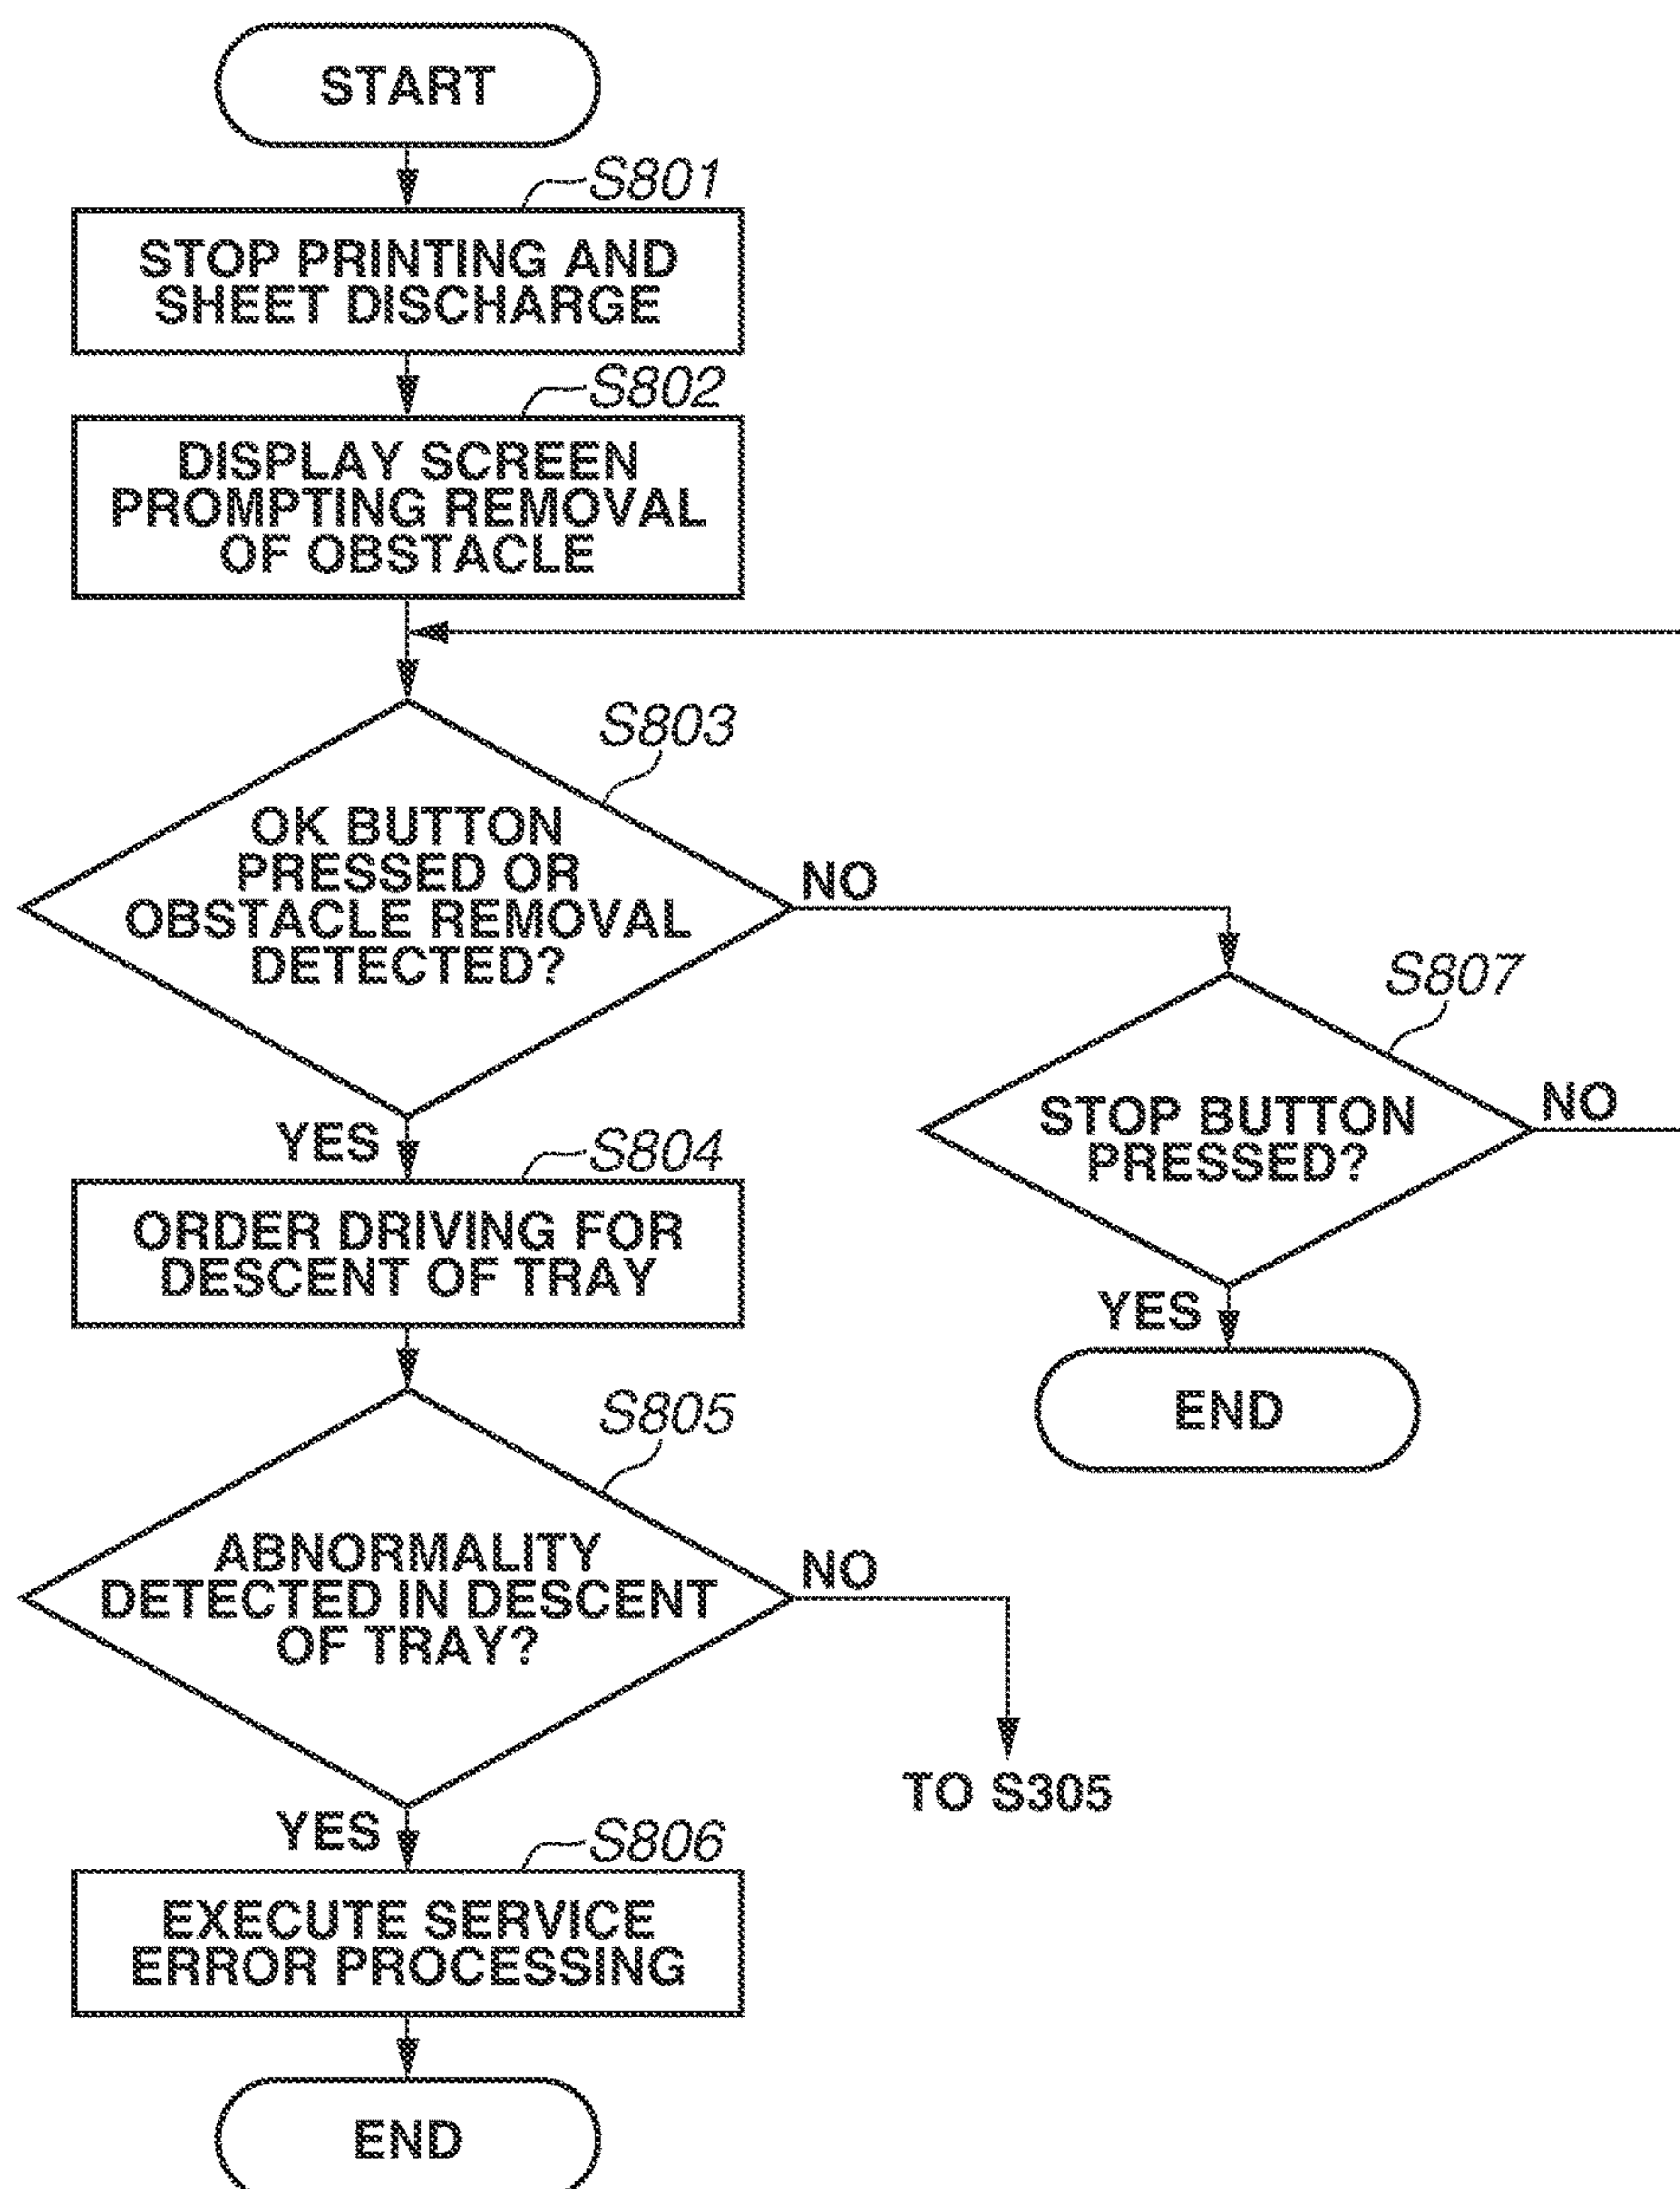 START
S801
STOP PRINTING AND
SHEET DISCHARGE
S802
DISPLAY SCREEN
PROMPTING REMOVAL
OF OBSTACLE
S803
OK BUTTON
PRESSED OR
OBSTACLE REMOVAL
DETECTED?
NO
S807
STOP BUTTON
PRESSED?
NO
YES
END
YES
S804
ORDER DRIVING FOR
DESCENT OF TRAY
S805
ABNORMALITY
DETECTED IN DESCENT
OF TRAY?
NO
TO S305
YES
S806
EXECUTE SERVICE
ERROR PROCESSING
END